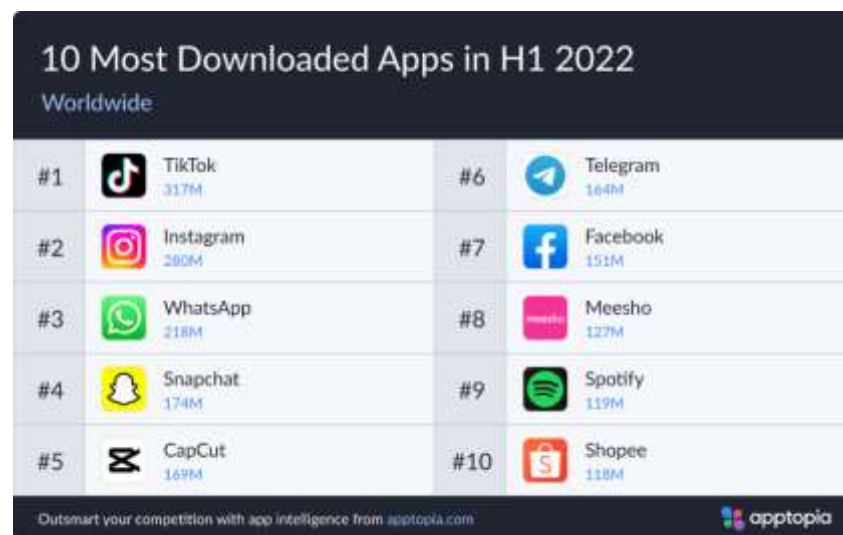 10 Most Downloaded Apps in H1 2022
Worldwide
#1
TikTok
317M
#2
Instagram
280M
#3
WhatsApp
218M
#4
Snapchat
174M
#5
CapCut
169M
#6
Telegram
164M
#7
Facebook
151M
#8
meesho
Meesho
127M
#9
Spotify
119M
#10
S
Shopee
118M
Outsmart your competition with app intelligence from apptopia.com
apptopia